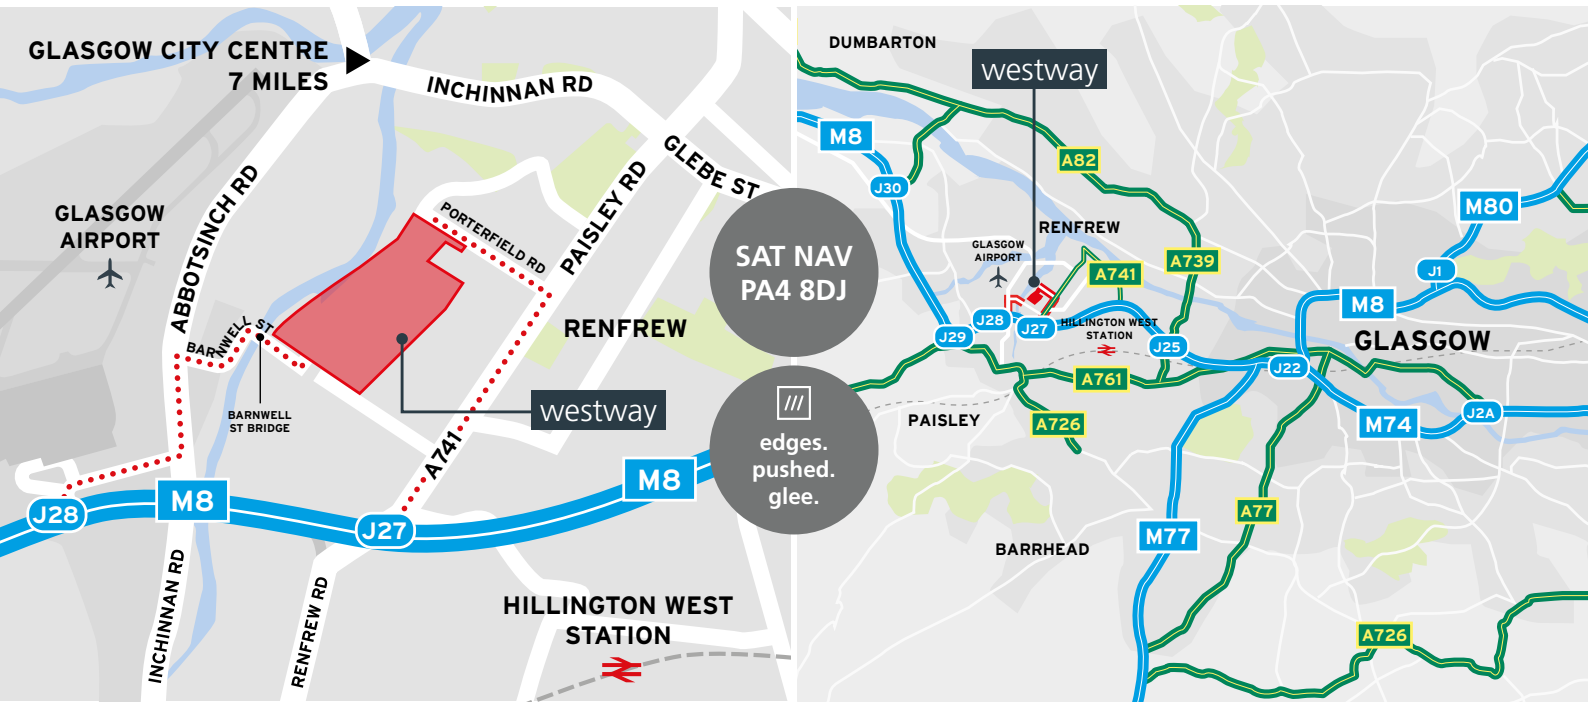 GLASGOW CITY CENTRE
7 MILES
INCHINNAN RD
GLEBE ST
PAISLEY RD
ABBOTSINCH RD
GLASGOW
AIRPORT
PORTERFIELD RD
BARNWELL ST
BARNWELL
ST BRIDGE
RENFREW
westway
A741
M8
M8
J28
J27
INCHINNAN RD
RENFREW RD
HILLINGTON WEST
STATION
SAT NAV
PA4 8DJ
edges.
pushed.
glee.
DUMBARTON
westway
M8
A82
J30
M80
RENFREW
GLASGOW
AIRPORT
A741
A739
J1
M8
J28
J27
HILLINGTON WEST
STATION
J29
J25
GLASGOW
J22
A761
PAISLEY
A726
M74
J2A
A77
M77
BARRHEAD
A726